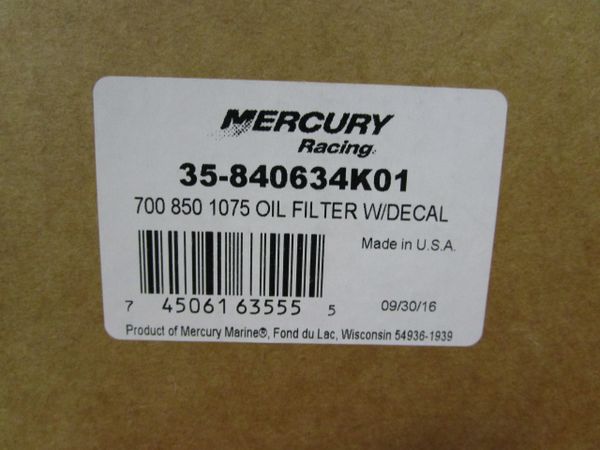 MERCURY
Racing.
35-840634K01
700 850 1075 OIL FILTER W/DECAL
Made in U.S.A.
7 45061 63555 5
09/30/16
Product of Mercury Marine®, Fond du Lac, Wisconsin 54936-1939